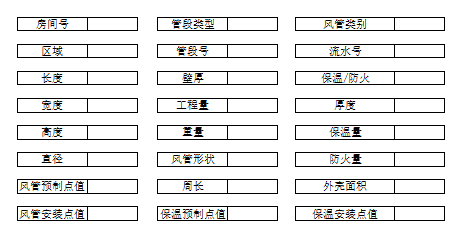 房间号 管段类型 风管类别
区域 管段号 流水号
长度 壁厚 保温/防火
宽度 工程量 厚度
高度 重量 保温量
直径 风管形状 防火量
风管预制点值 周长 外壳面积
风管安装点值 保温预制点值 保温安装点值